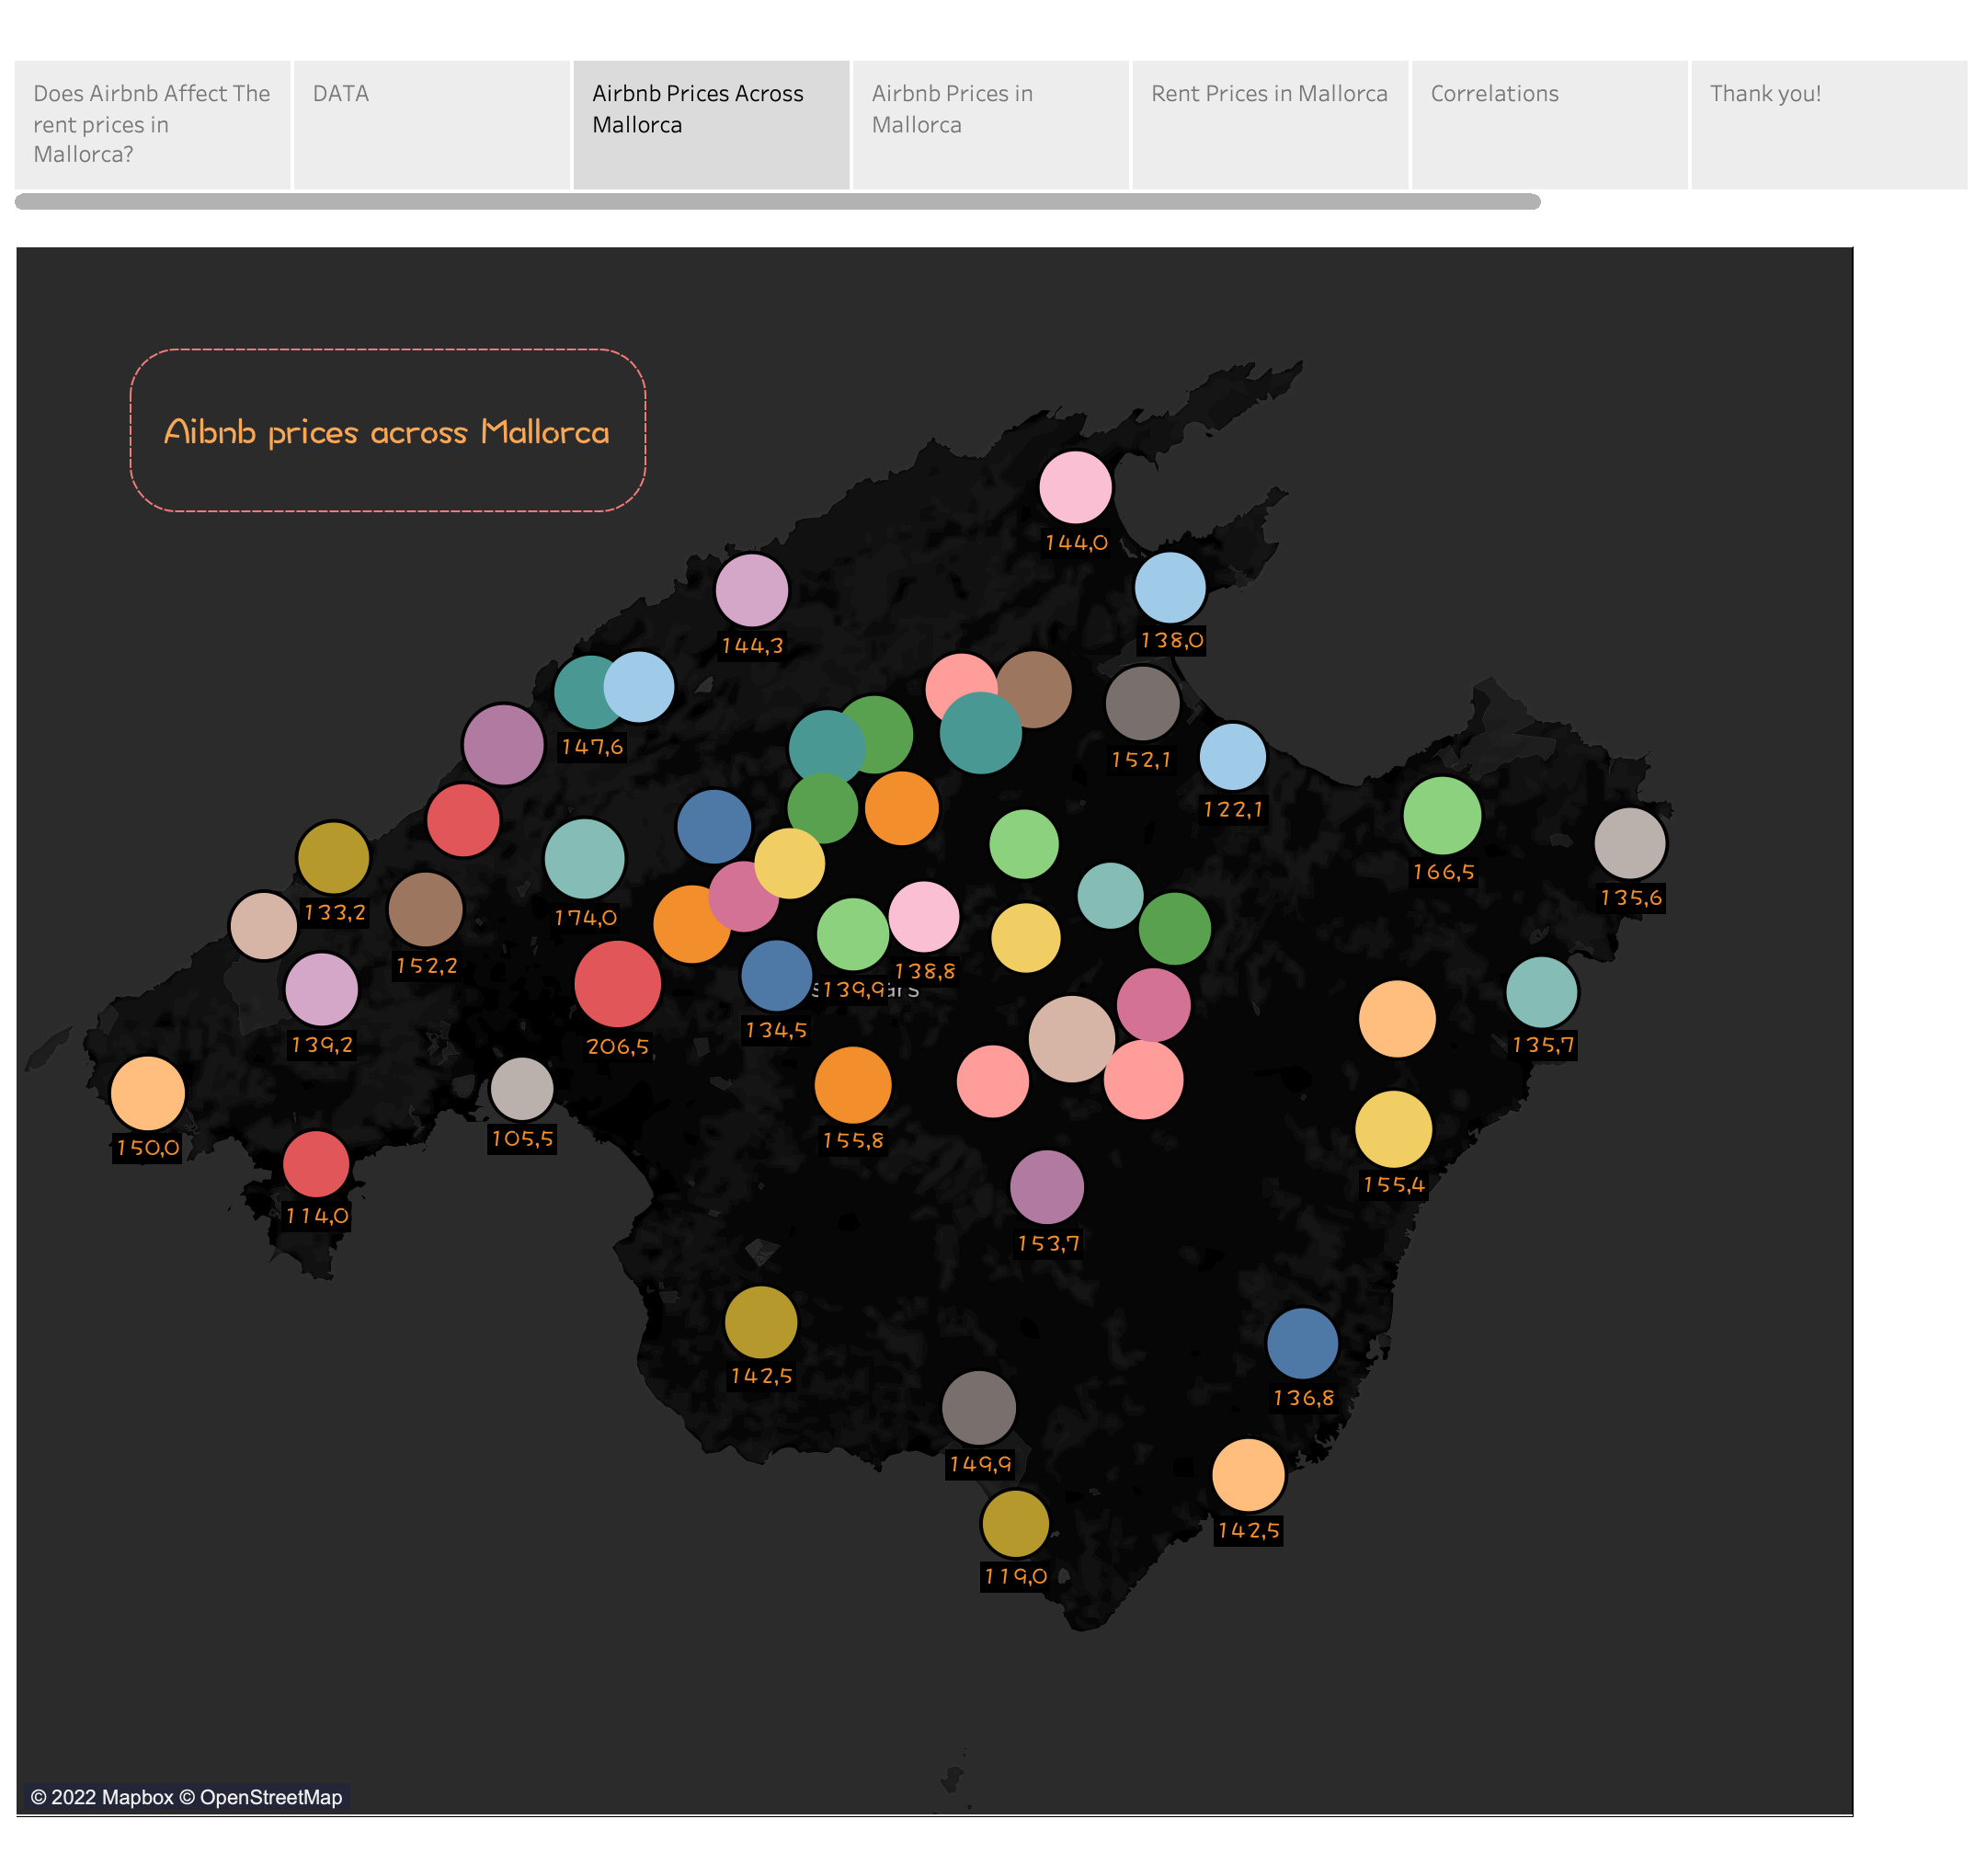 Does Airbnb Affect The
rent prices in
Mallorca?
DATA
Airbnb Prices Across
Mallorca
Airbnb Prices in
Mallorca
Rent Prices in Mallorca
Correlations
Thank you!
Aibnb prices across Mallorca
144,0
138,0
144,3
147,6
152,1
122,1
166,5
135,6
133,2
174,0
152,2
138,8
139,9
134,5
206,5
139,2
135,7
105,5
155,8
150,0
155,4
114,0
153,7
142,5
136,8
149,9
142,5
119,0
© 2022 Mapbox © OpenStreetMap